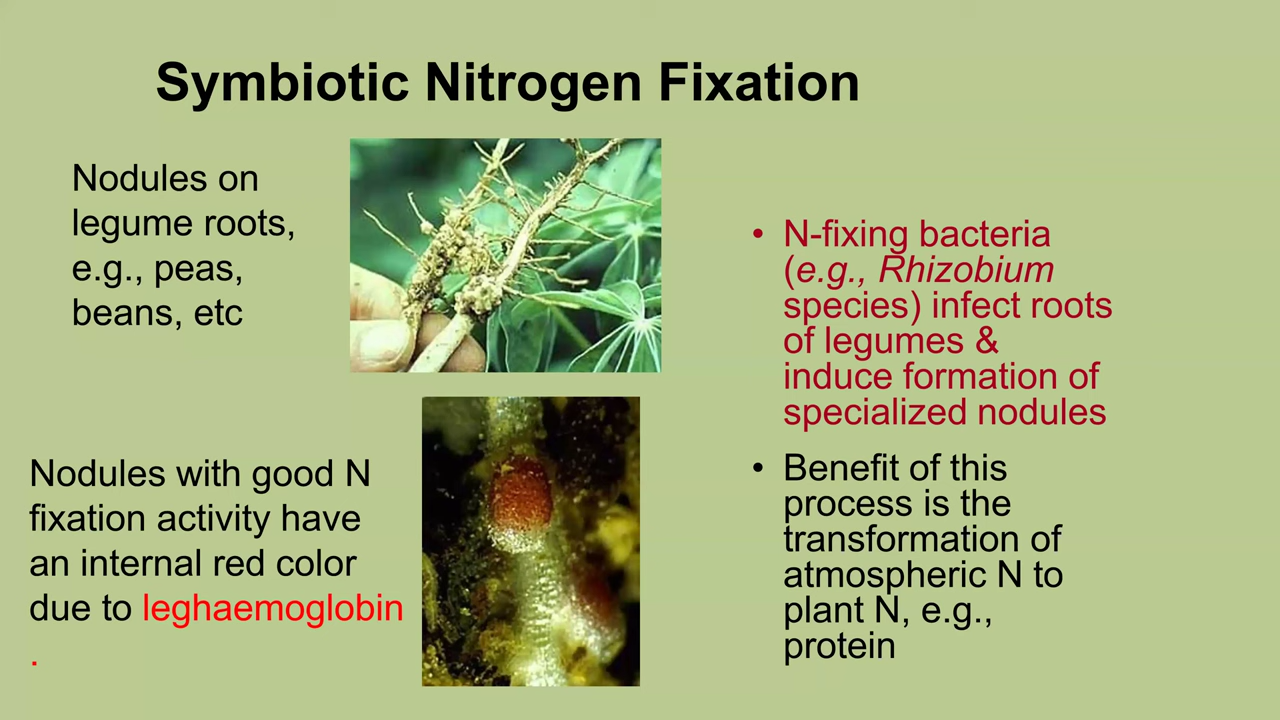 Symbiotic Nitrogen Fixation
Nodules on
legume roots,
e.g., peas,
beans, etc
Nodules with good N
fixation activity have
an internal red color
due to leghaemoglobin
.
• N-fixing bacteria
(e.g., Rhizobium
species) infect roots
of legumes &
induce formation of
specialized nodules
• Benefit of this
process is the
transformation of
atmospheric N to
plant N, e.g.,
protein